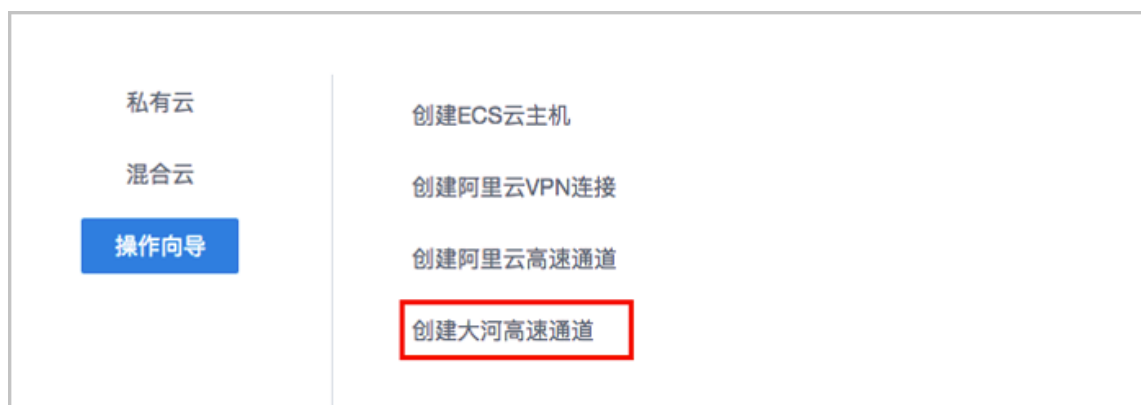 私有云
混合云
操作向导
创建ECS云主机
创建阿里云VPN连接
创建阿里云高速通道
创建大河高速通道